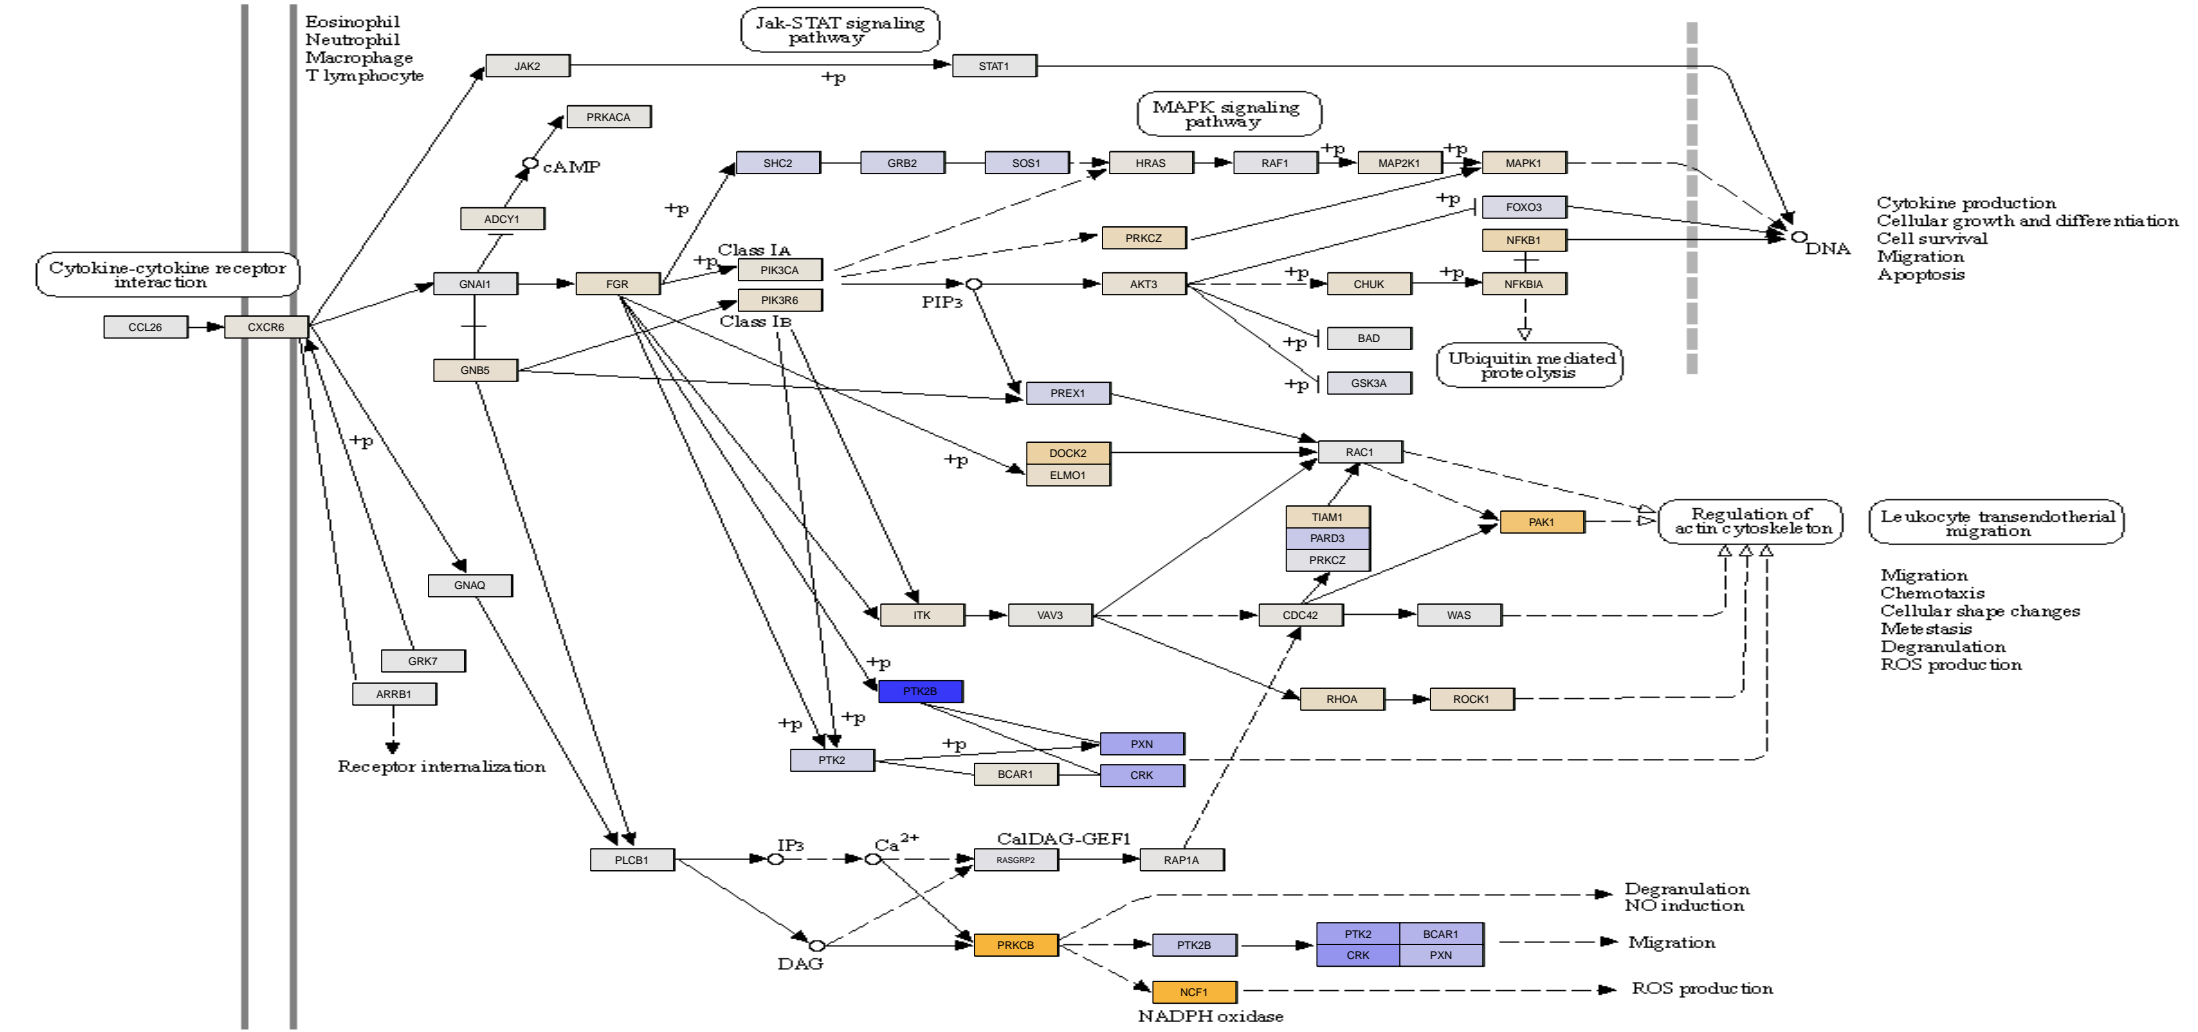 Eosinophil
Neutrophil
Macrophage
T lymphocyte
Jak-STAT signaling
pathway
JAK2
+p
STAT1
PRKACA
cAMP
MAPK signaling
pathway
SHC2
GRB2
SOS1
HRAS
RAF1
+p
MAP2K1
+p
MAPK1
ADCY1
+p
+p
FOXO3
Cytokine production
Cellular growth and differentiation
Cell survival
Migration
Apoptosis
PRKCZ
NFKB1
DNA
Cytokine-cytokine receptor
interaction
GNAI1
FGR
+p
Class IA
PIK3CA
PIK3R6
Class IB
PIP3
AKT3
+p
CHUK
+p
NFKBIA
CCL26
CXCR6
+p
BAD
Ubiquitin mediated
proteolysis
GNB5
+p
GSK3A
PREX1
+p
+p
DOCK2
ELMO1
RAC1
TIAM1
PARD3
PRKCZ
PAK1
Regulation of
actin cytoskeleton
Leukocyte transendotherial
migration
GNAQ
ITK
VAV3
CDC42
WAS
Migration
Chemotaxis
Cellular shape changes
Metestasis
Degranulation
ROS production
GRK7
ARRB1
+p
PTK2B
RHOA
ROCK1
+p
+p
+p
PTK2
PXN
BCAR1
CRK
Receptor internalization
PLCB1
IP3
Ca2+
CalDAG-GEF1
RASGRP2
RAP1A
DAG
PRKCB
PTK2B
PTK2
BCAR1
CRK
PXN
Degranulation
NO induction
Migration
NCF1
ROS production
NADPH oxidase